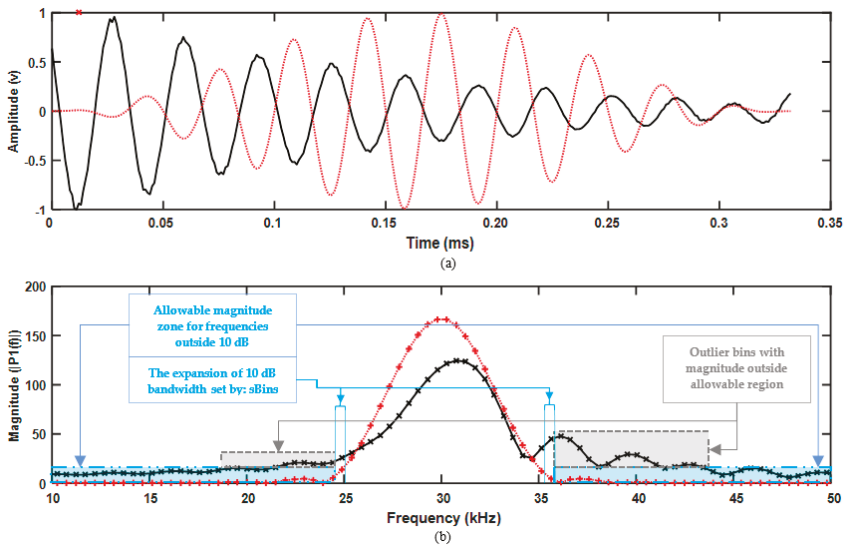 1
0.5
0
-0.5
-1
Amplitude (v)
0 0.05 0.1 0.15 0.2 0.25 0.3 0.35
Time (ms)
(a)
200
150
100
50
0
Magnitude (|P1(f)|)
Allowable magnitude
zone for frequencies
outside 10 dB
The expansion of 10 dB
bandwidth set by: sBins
Outlier bins with
magnitude outside
allowable region
10 15 20 25 30 35 40 45 50
Frequency (kHz)
(b)